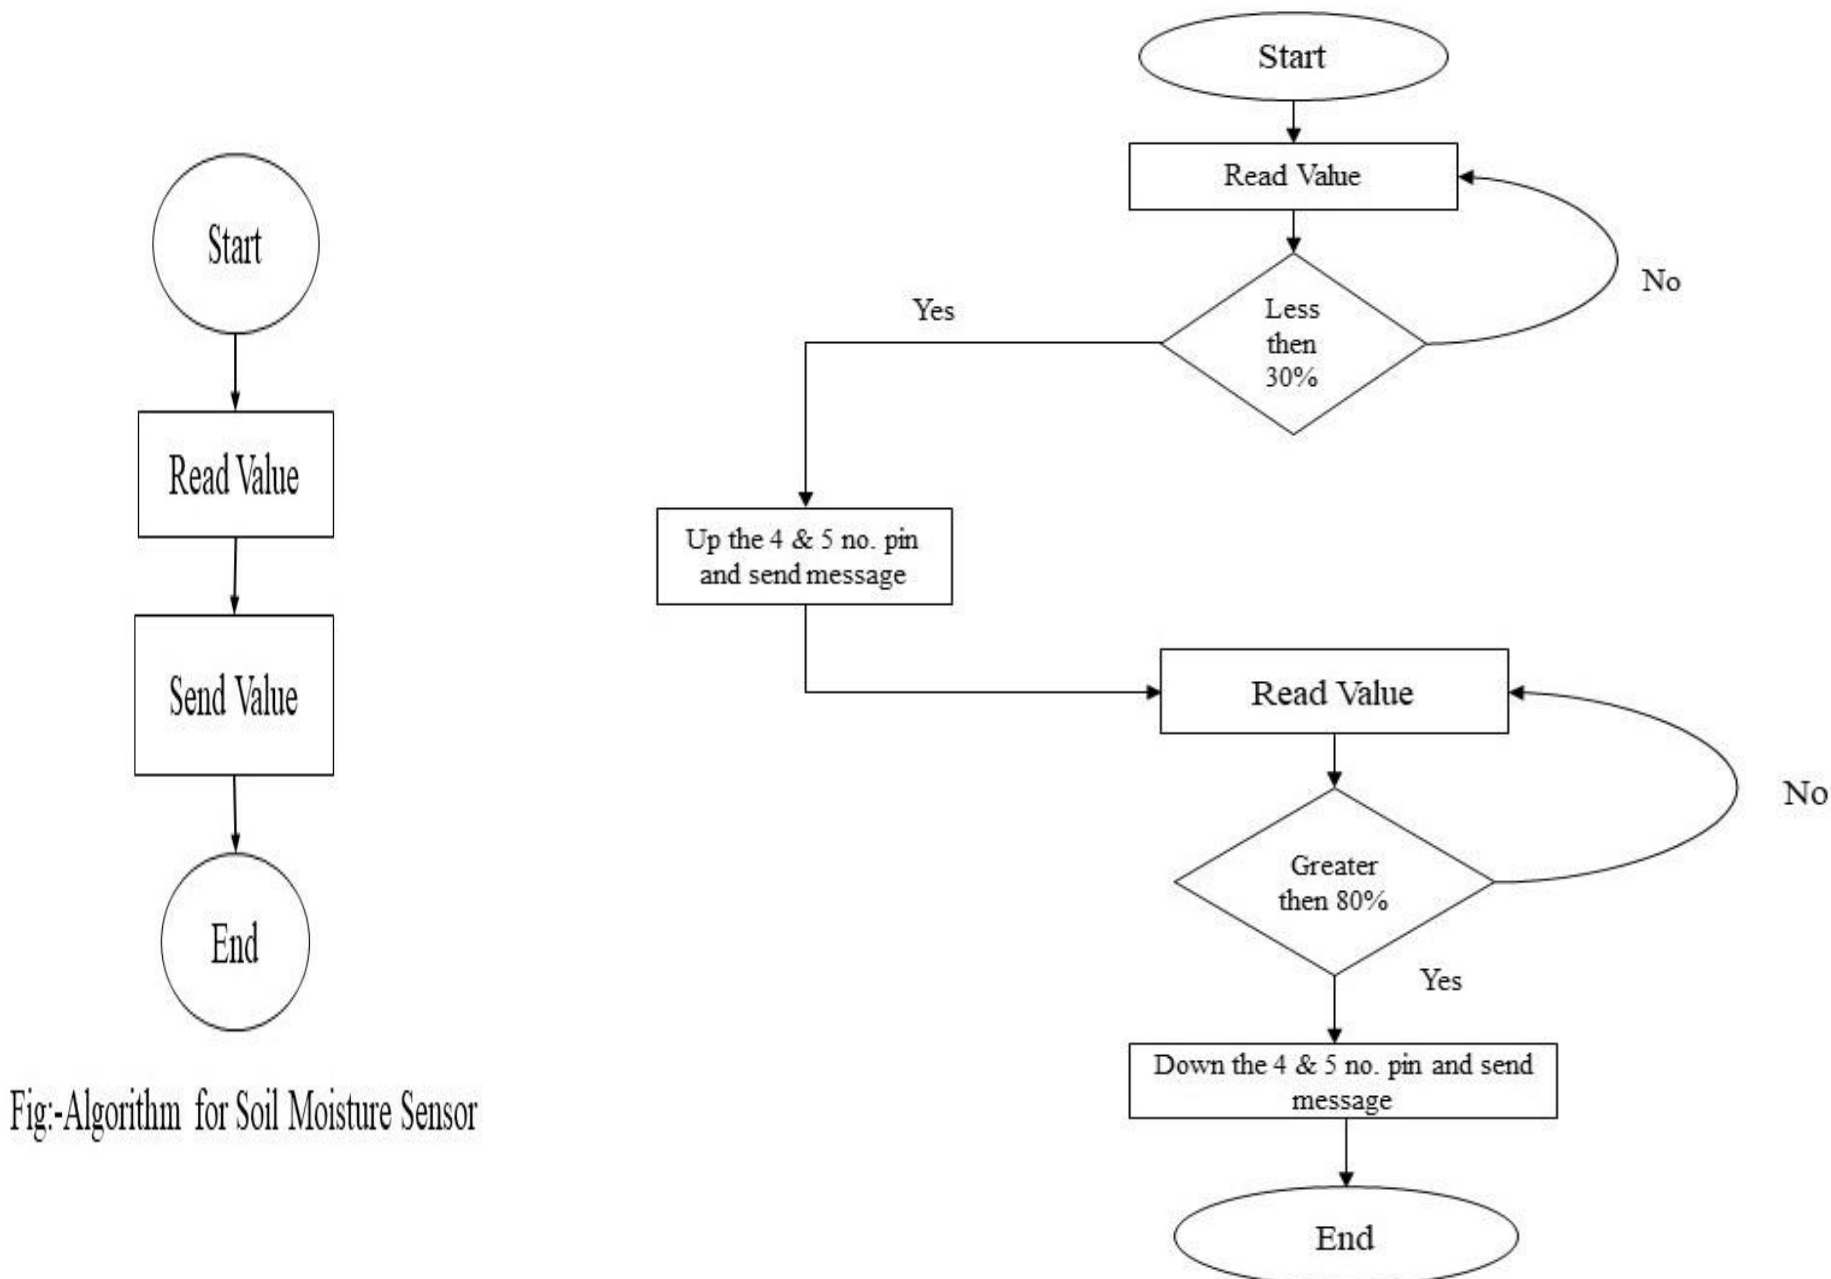 Start
Read Value
Send Value
End
Fig:-Algorithm for Soil Moisture Sensor
Start
Read Value
No
Less
then
30%
Yes
Up the 4 & 5 no. pin
and send message
Read Value
No
Greater
then 80%
Yes
Down the 4 & 5 no. pin and send
message
End